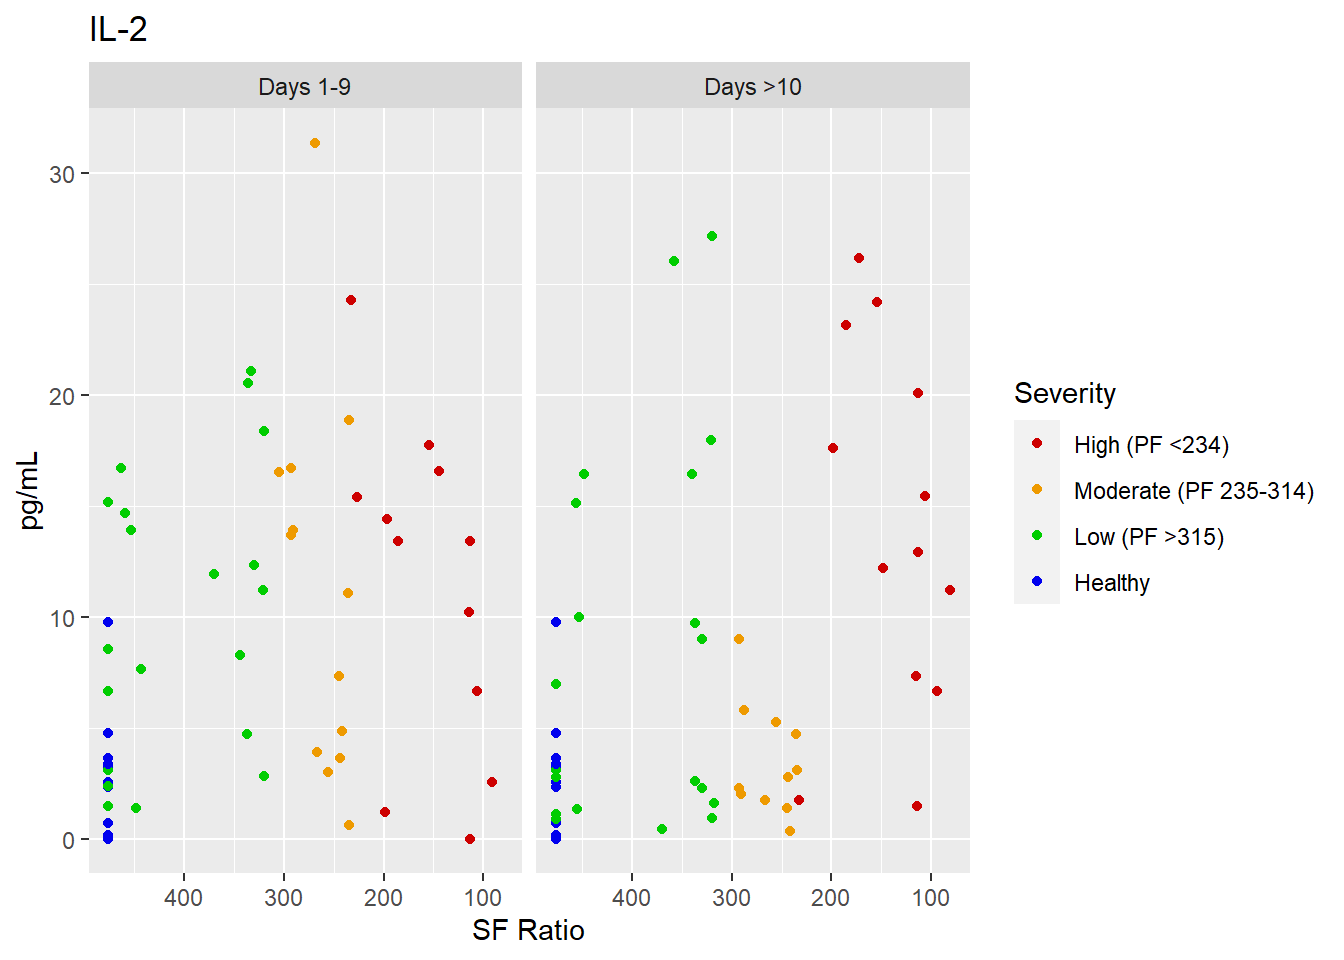 IL-2
Days 1-9
Days >10
30
20
10
0
pg/mL
400 300 200 100
400 300 200 100
SF Ratio
Severity
High (PF <234)
Moderate (PF 235-314)
Low (PF >315)
Healthy